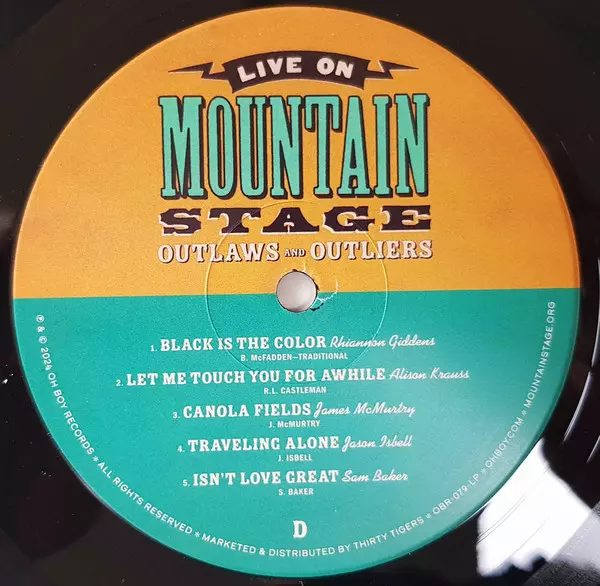 LIVE ON
MOUNTAIN
STAGE
OUTLAWS AND OUTLIERS
1. BLACK IS THE COLOR Rhiannon Giddens
B. McFADDEN—TRADITIONAL
2. LET ME TOUCH YOU FOR AWHILE Alison Krauss
R.L. CASTLEMAN
3. CANOLA FIELDS James McMurtry
J. McMURTRY
4. TRAVELING ALONE Jason Isbell
J. ISBELL
5. ISN'T LOVE GREAT Sam Baker
S. BAKER
D
℗ & © 2024 OH BOY RECORDS * ALL RIGHTS RESERVED * MARKETED & DISTRIBUTED BY THIRTY TIGERS * OBR-079-LP * OHBOY.COM * MOUNTAINSTAGE.ORG